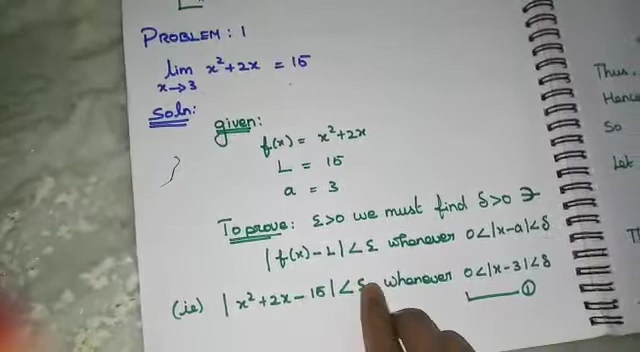 PROBLEM: 1
lim x→3 x²+2x = 15
Soln:
given:
f(x) = x²+2x
L = 15
a = 3
To prove: ε>0 we must find δ>0 ∋
|f(x)-L|<ε whenever 0<|x-a|<δ
(ie) |x²+2x-15|<ε whenever 0<|x-3|<δ
①
Thus,
Hence
So
Let